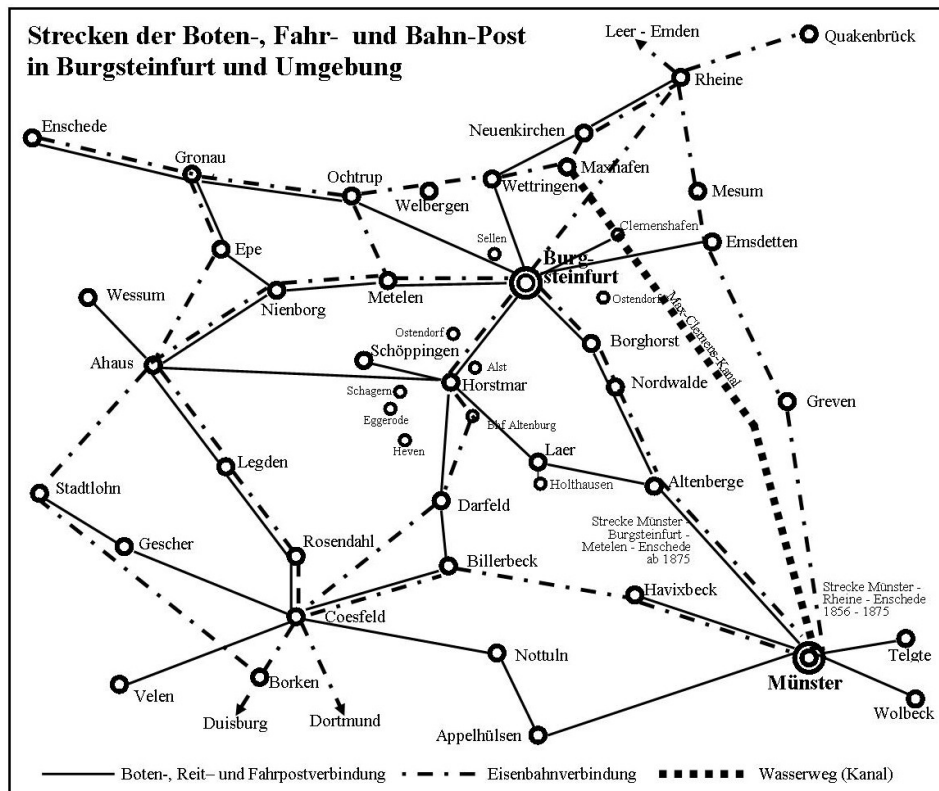 Strecken der Boten-, Fahr- und Bahn-Post
in Burgsteinfurt und Umgebung
Leer - Emden
Quakenbrück
Rheine
Enschede
Neuenkirchen
Gronau
Maxhafen
Ochtrup
Wettringen
Welbergen
Mesum
Clemenshafen
Sellen
Emsdetten
Epe
Burg-
steinfurt
Wessum
Nienborg
Metelen
Ostendorf
Max-Clemens-Kanal
Ostendorf
Borghorst
Schöppingen
Ahaus
Alst
Horstmar
Nordwalde
Schagern
Greven
Eggerode
Bhf Altenburg
Heven
Laer
Legden
Holthausen
Altenberge
Stadtlohn
Darfeld
Strecke Münster -
Burgsteinfurt -
Metelen - Enschede
ab 1875
Gescher
Rosendahl
Billerbeck
Havixbeck
Strecke Münster -
Rheine - Enschede
1856 - 1875
Coesfeld
Nottuln
Telgte
Velen
Borken
Münster
Wolbeck
Duisburg
Dortmund
Appelhülsen
Boten-, Reit– und Fahrpostverbindung
Eisenbahnverbindung
Wasserweg (Kanal)